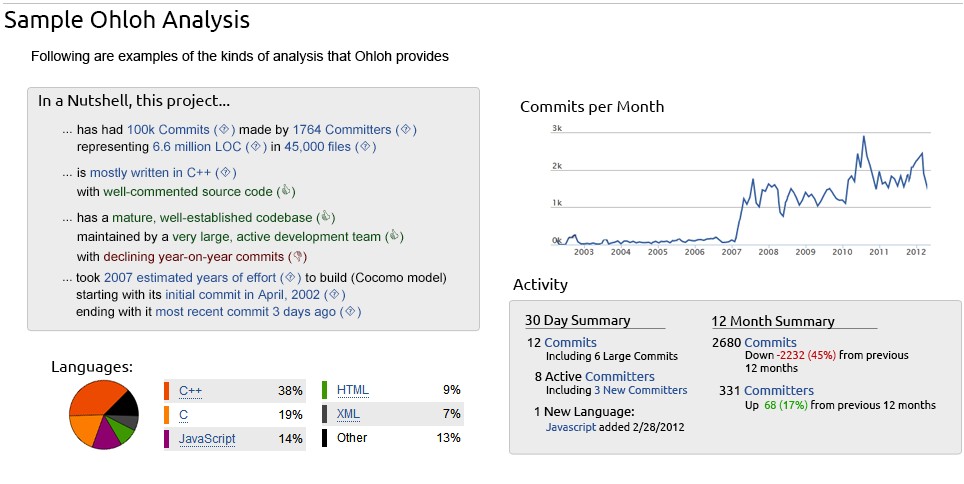 Sample Ohloh Analysis
Following are examples of the kinds of analysis that Ohloh provides
In a Nutshell, this project...
... has had 100k Commits made by 1764 Committers
representing 6.6 million LOC in 45,000 files
... is mostly written in C++
with well-commented source code
... has a mature, well-established codebase
maintained by a very large, active development team
with declining year-on-year commits
... took 2007 estimated years of effort to build (Cocomo model)
starting with its initial commit in April, 2002
ending with it most recent commit 3 days ago
Languages:
C++ 38%
C 19%
JavaScript 14%
HTML 9%
XML 7%
Other 13%
Commits per Month
3k
2k
1k
0k
2003 2004 2005 2006 2007 2008 2009 2010 2011 2012
Activity
30 Day Summary
12 Commits
Including 6 Large Commits
8 Active Committers
Including 3 New Committers
1 New Language:
Javascript added 2/28/2012
12 Month Summary
2680 Commits
Down -2232 (45%) from previous
12 months
331 Committers
Up 68 (17%) from previous 12 months